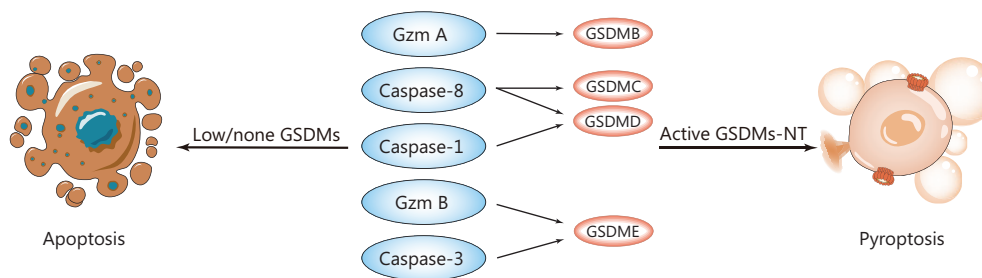 Gzm A
GSDMB
Caspase-8
GSDMC
GSDMD
Low/none GSDMs
Active GSDMs-NT
Caspase-1
Gzm B
GSDME
Apoptosis
Pyroptosis
Caspase-3